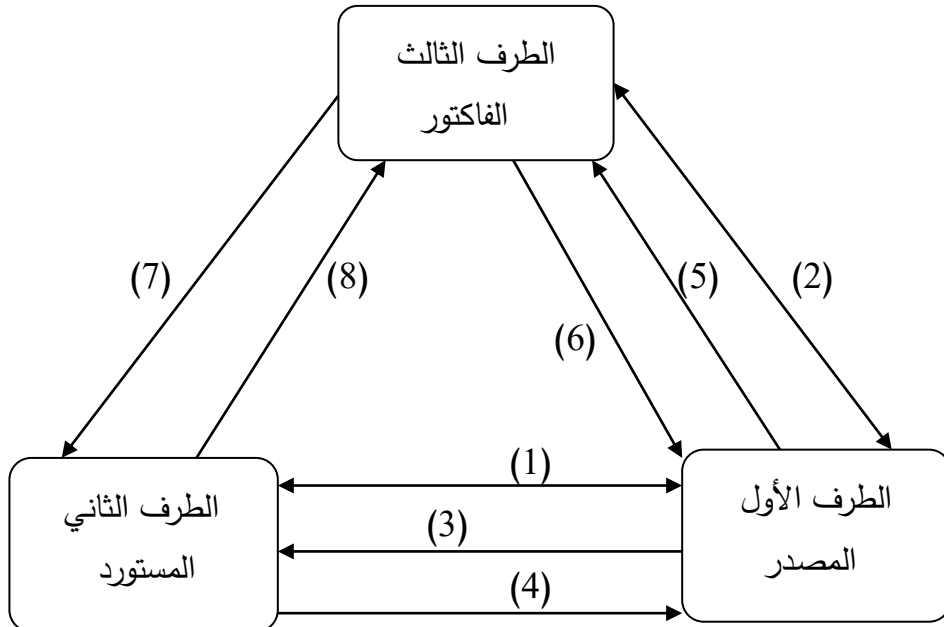 الطرف الثالث
الفاكتور
(7)
(8)
(5)
(2)
(6)
(1)
الطرف الأول
المصدر
الطرف الثاني
المستورد
(3)
(4)